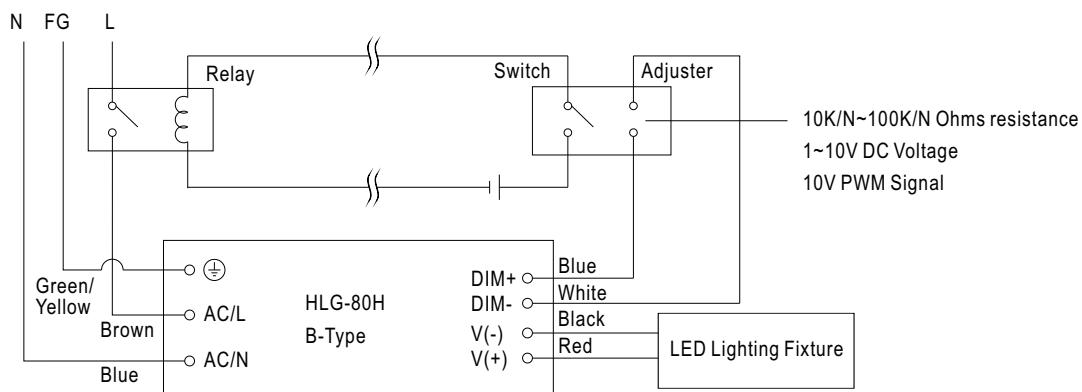 N FG L
Relay
Switch
Adjuster
10K/N~100K/N Ohms resistance
1~10V DC Voltage
10V PWM Signal
Green/
Yellow
Brown
Blue
AC/L
AC/N
HLG-80H
B-Type
DIM+
DIM-
V(-)
V(+)
Blue
White
Black
Red
LED Lighting Fixture